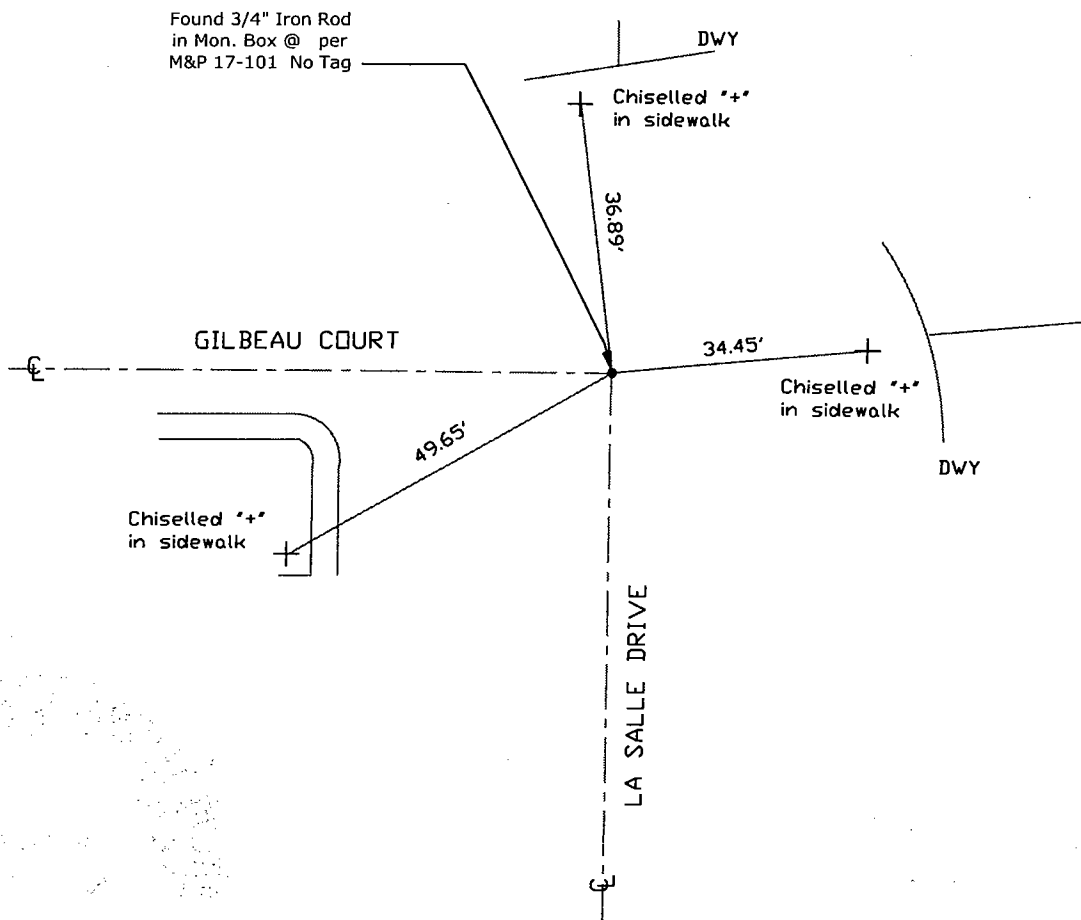 Found 3/4" Iron Rod
in Mon. Box @ per
M&P 17-101 No Tag
DWY
Chiselled "+"
in sidewalk
36.89'
GILBEAU COURT
34.45'
℄
Chiselled "+"
in sidewalk
49.65'
DWY
Chiselled "+"
in sidewalk
LA SALLE DRIVE
℄